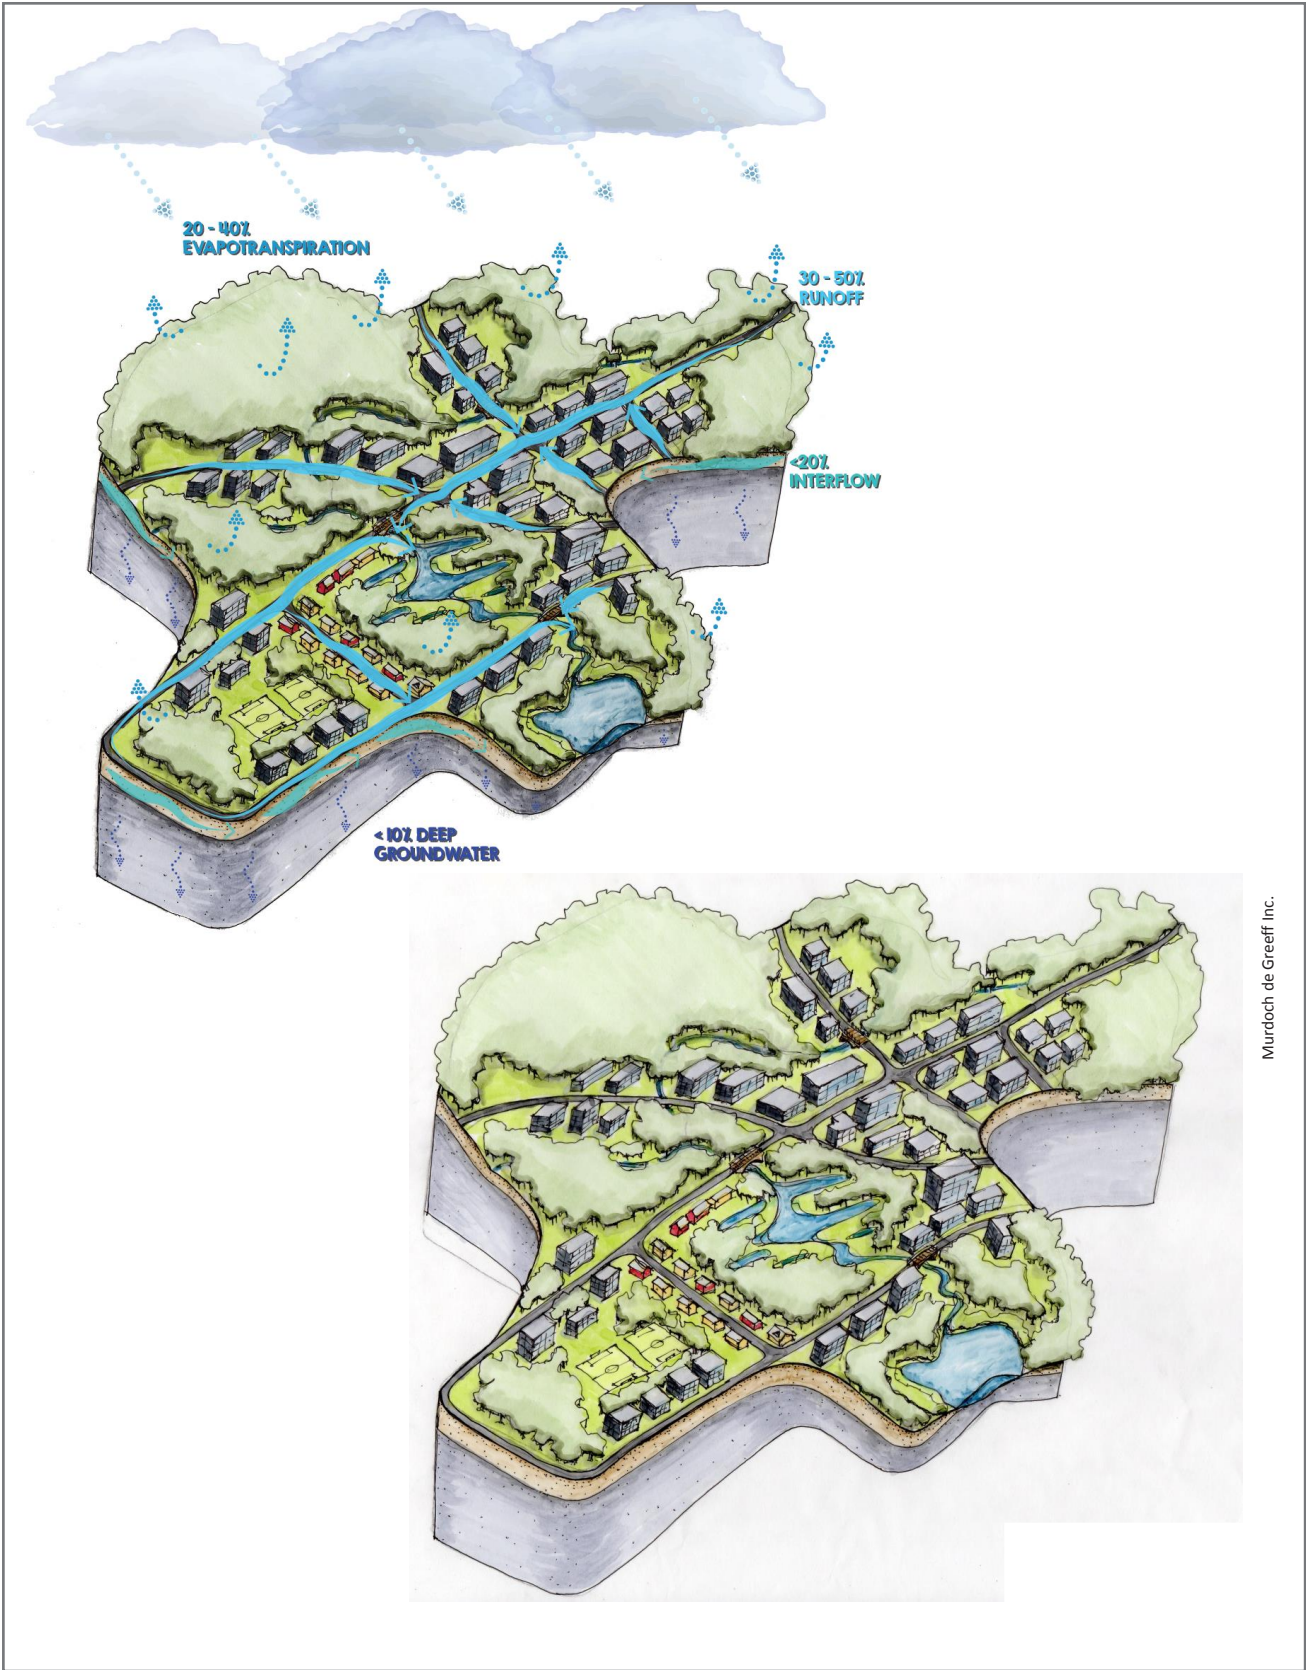 20 - 40%
EVAPOTRANSPIRATION
30 - 50%
RUNOFF
<20%
INTERFLOW
< 10% DEEP
GROUNDWATER
Murdoch de Greeff Inc.